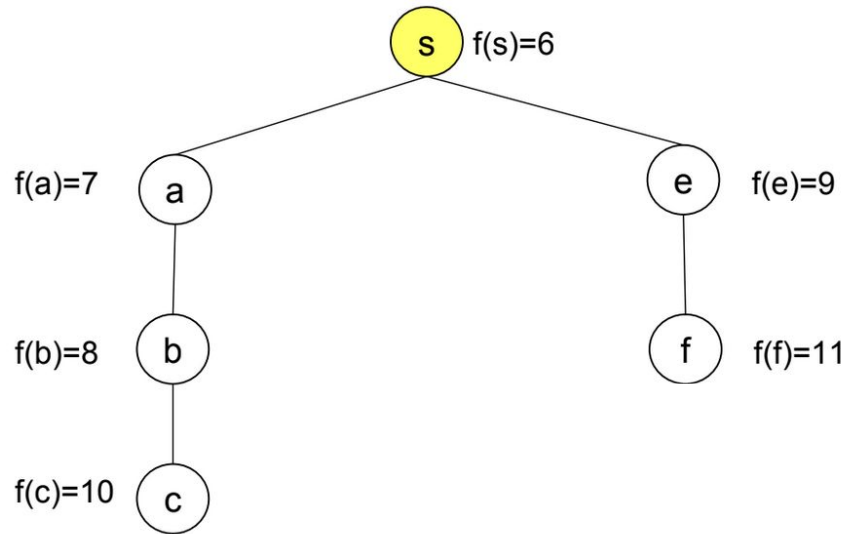 s f(s)=6
f(a)=7 a e f(e)=9
f(b)=8 b f f(f)=11
f(c)=10 c